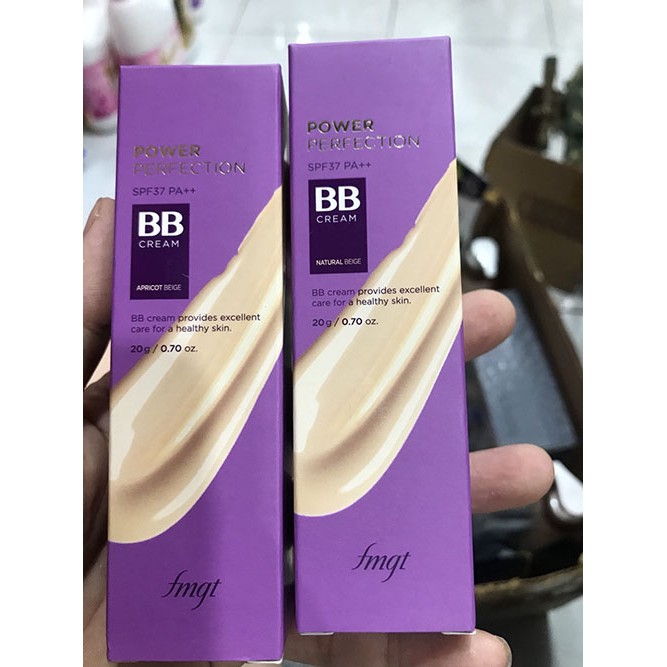 POWER
PERFECTION
SPF37 PA++
BB
CREAM
APRICOT BEIGE
BB cream provides excellent
care for a healthy skin.
20g / 0.70 oz.
fmgt
POWER
PERFECTION
SPF37 PA++
BB
CREAM
NATURAL BEIGE
BB cream provides excellent
care for a healthy skin.
20g / 0.70 oz.
fmgt